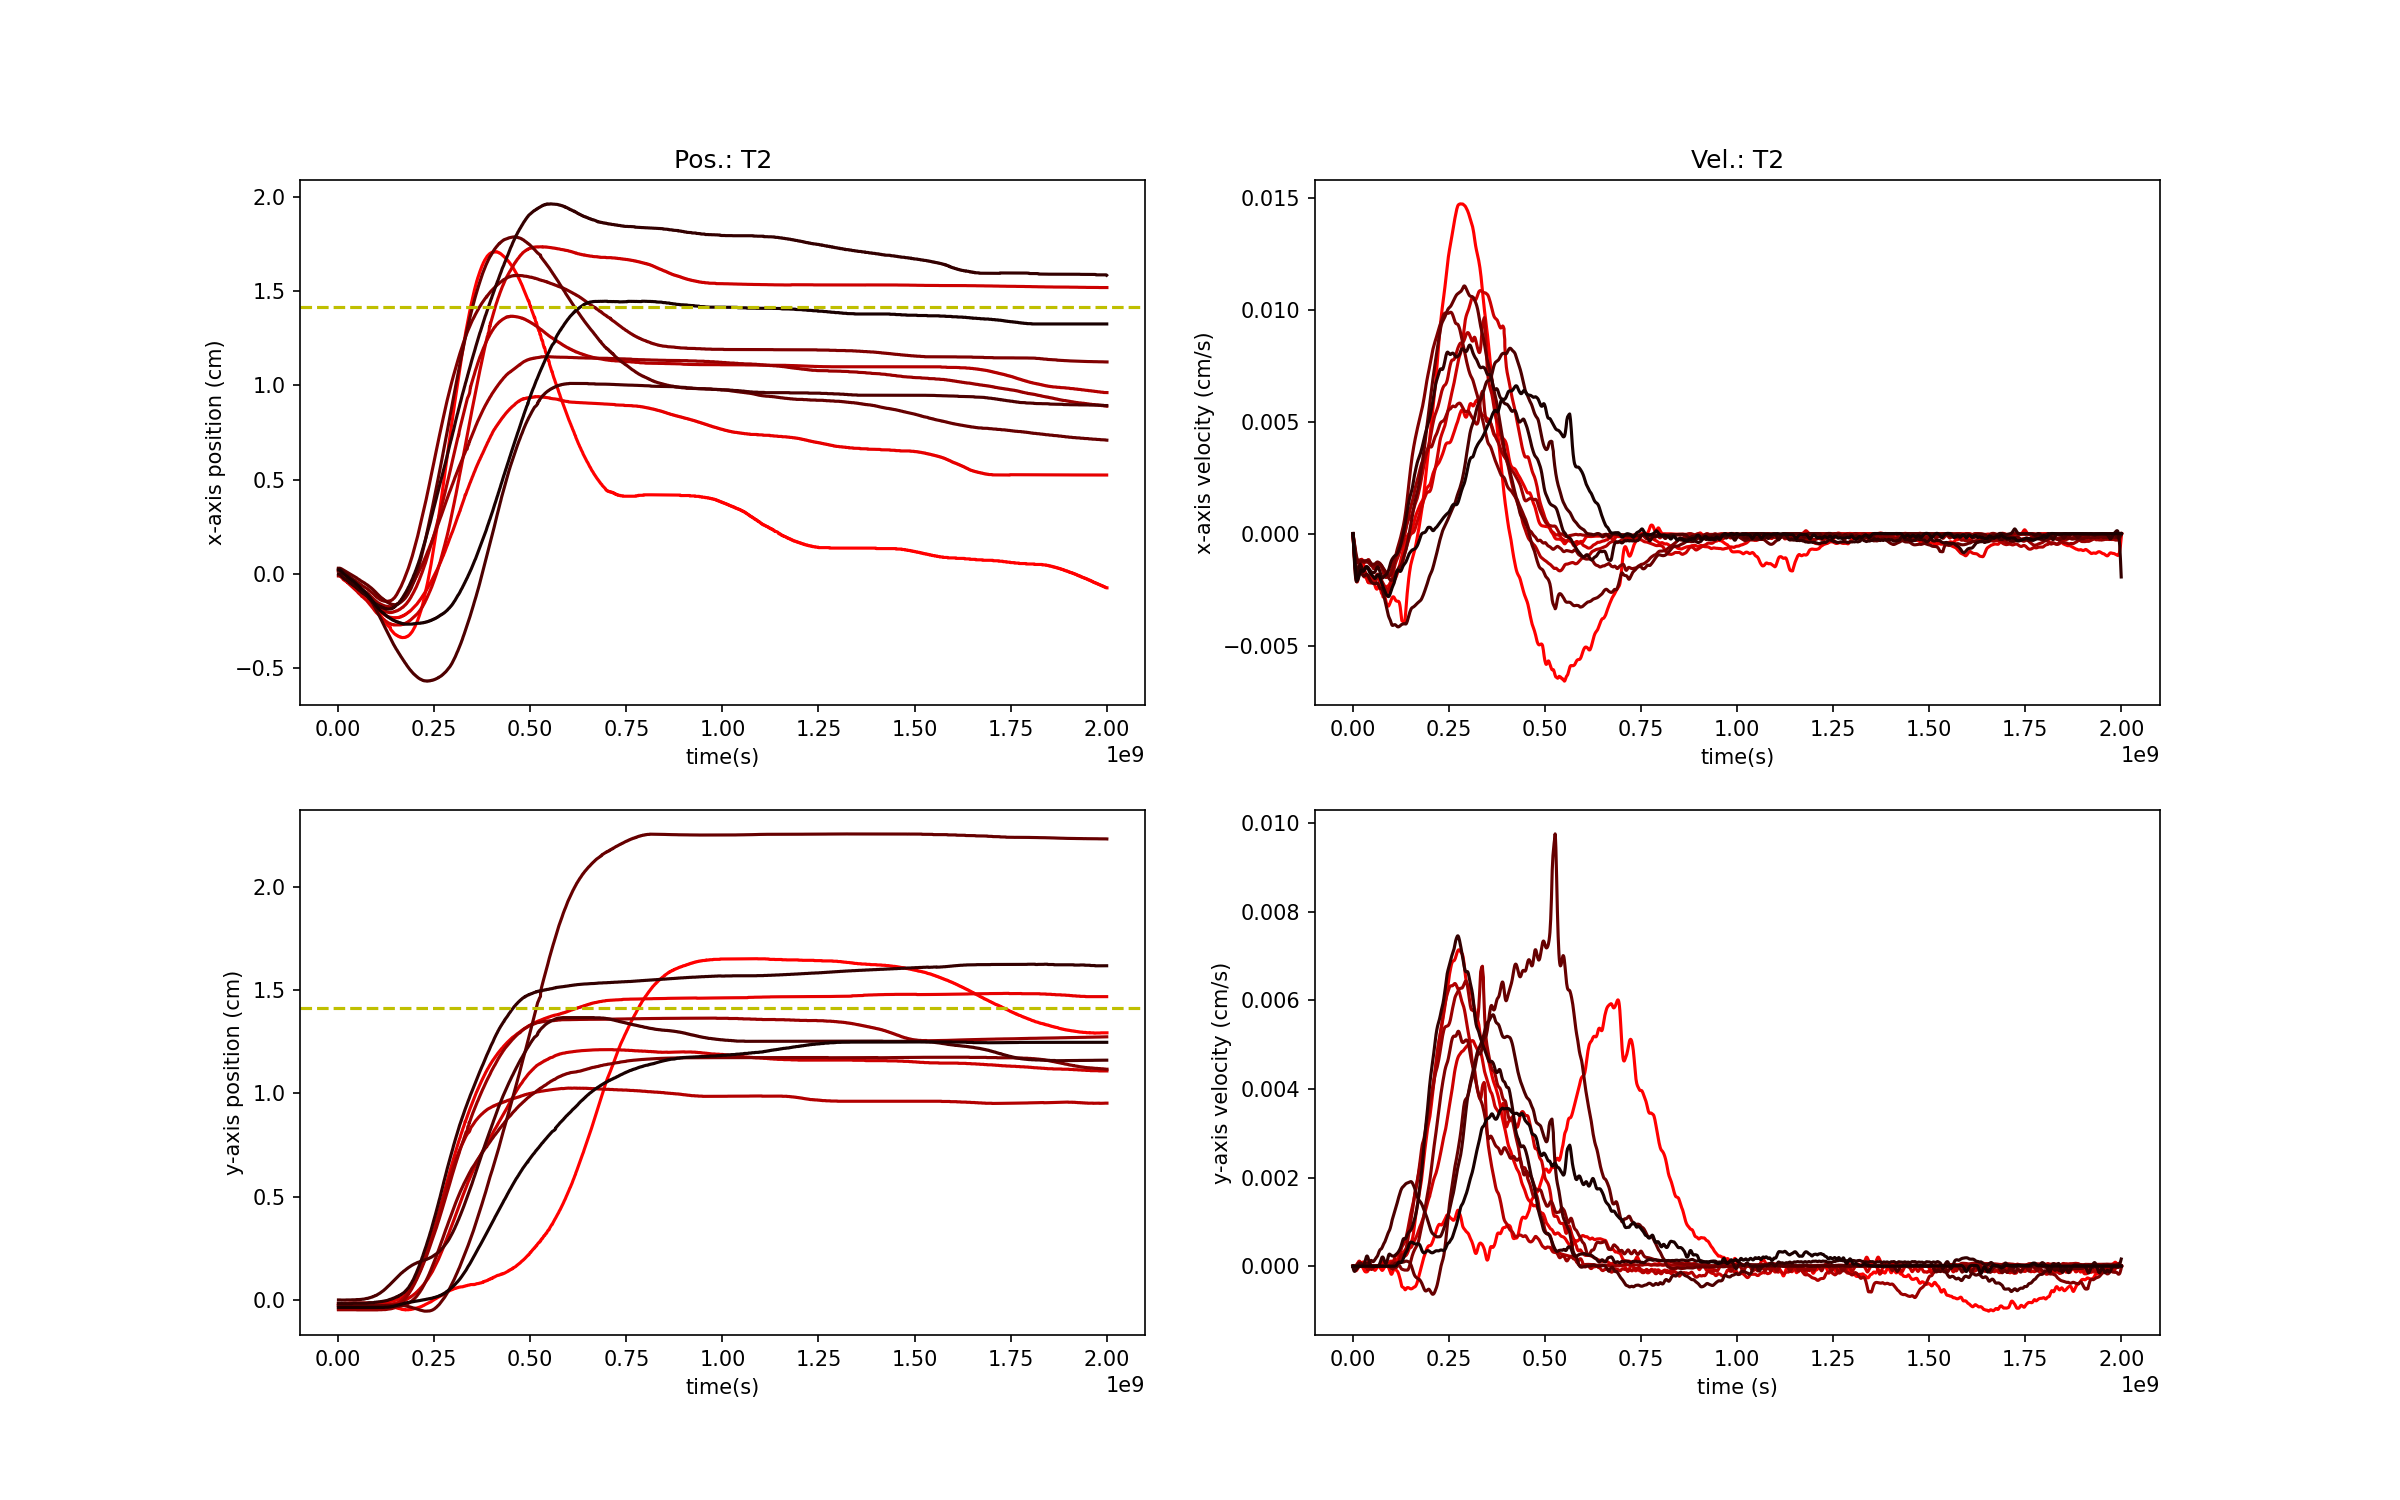 Pos.: T2
Vel.: T2
x-axis position (cm)
2.0
1.5
1.0
0.5
0.0
−0.5
0.00 0.25 0.50 0.75 1.00 1.25 1.50 1.75 2.00
time(s)
1e9
x-axis velocity (cm/s)
0.015
0.010
0.005
0.000
−0.005
0.00 0.25 0.50 0.75 1.00 1.25 1.50 1.75 2.00
time(s)
1e9
y-axis position (cm)
2.0
1.5
1.0
0.5
0.0
0.00 0.25 0.50 0.75 1.00 1.25 1.50 1.75 2.00
time(s)
1e9
y-axis velocity (cm/s)
0.010
0.008
0.006
0.004
0.002
0.000
0.00 0.25 0.50 0.75 1.00 1.25 1.50 1.75 2.00
time (s)
1e9